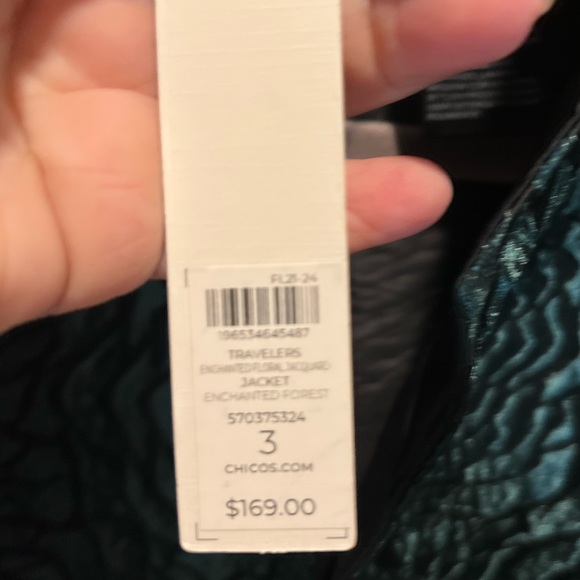 FL21-24
196534645487
TRAVELERS
ENCHANTED FLORAL JACQUARD
JACKET
ENCHANTED FOREST
570375324
3
CHICOS.COM
$169.00